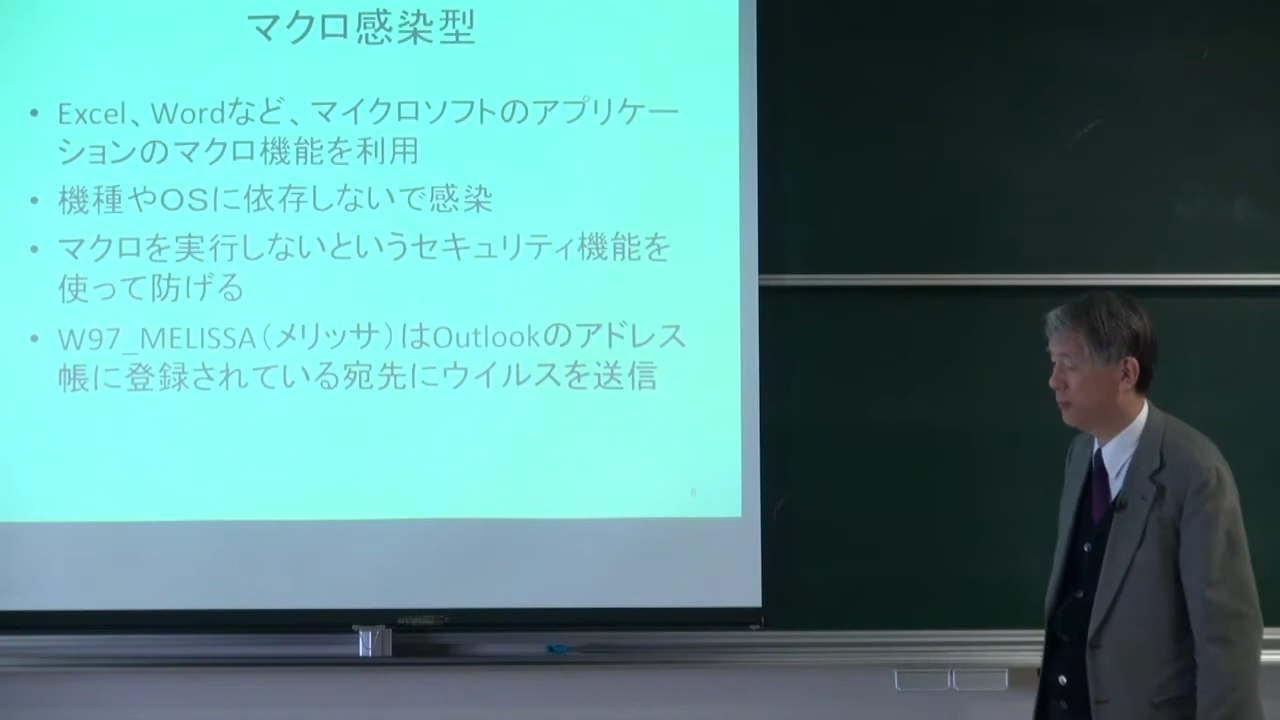 マクロ感染型
• Excel、Wordなど、マイクロソフトのアプリケー
ションのマクロ機能を利用
• 機種やＯＳに依存しないで感染
• マクロを実行しないというセキュリティ機能を
使って防げる
• W97_MELISSA（メリッサ）はOutlookのアドレス
帳に登録されている宛先にウイルスを送信